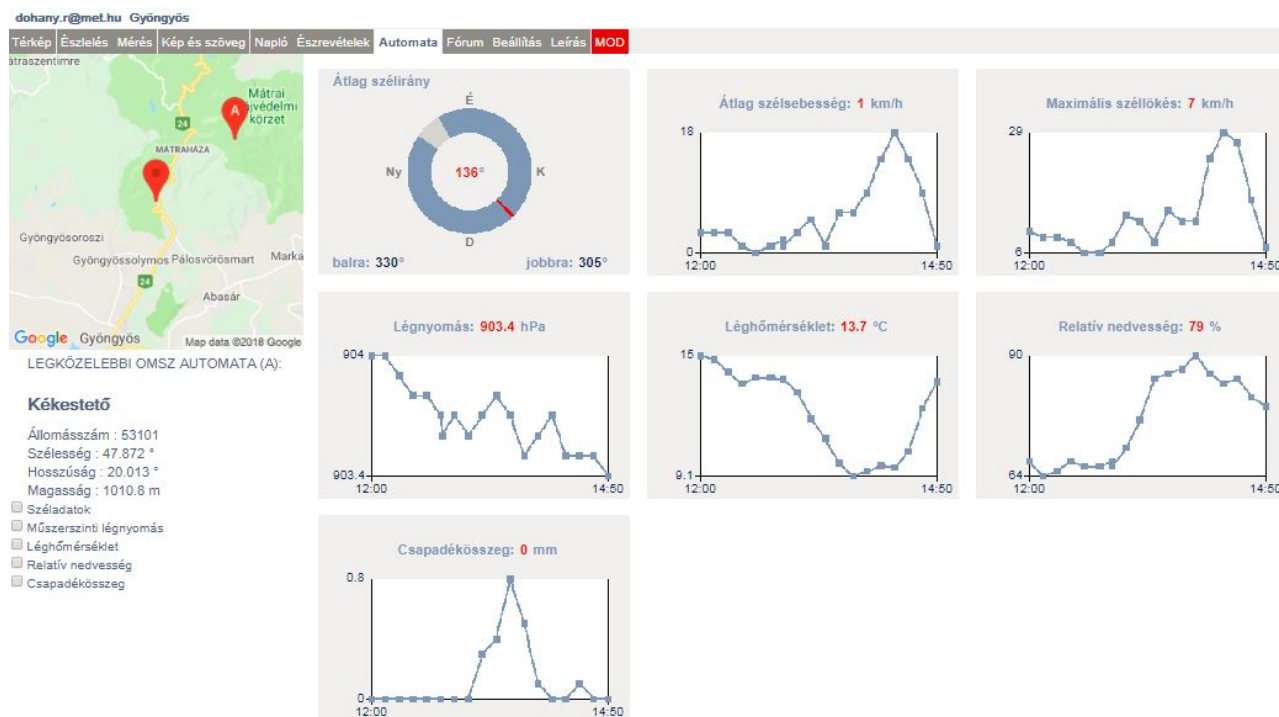 dohany.r@met.hu Gyöngyös
Térkép Észlelés Mérés Kép és szöveg Napló Észrevételek Automata Fórum Beállítás Leírás MOD
átraszentimre
Mátrai
ájvédelmi
körzet
A
24
MÁTRAHÁZA
Gyöngyösoroszi
Gyöngyössolymos Pálosvörösmart Marka
24
Abasár
Google Gyöngyös Map data ©2018 Google
LEGKÖZELEBBI OMSZ AUTOMATA (A):
Kékestető
Állomásszám : 53101
Szélesség : 47.872 °
Hosszúság : 20.013 °
Magasság : 1010.8 m
Széladatok
Műszerszinti légnyomás
Léghőmérséklet
Relatív nedvesség
Csapadékösszeg
Átlag szélirány
É
Ny 136° K
D
balra: 330° jobbra: 305°
Átlag szélsebesség: 1 km/h
18
0
12:00 14:50
Maximális széllökés: 7 km/h
29
6
12:00 14:50
Légnyomás: 903.4 hPa
904
903.4
12:00 14:50
Léghőmérséklet: 13.7 °C
15
9.1
12:00 14:50
Relatív nedvesség: 79 %
90
64
12:00 14:50
Csapadékösszeg: 0 mm
0.8
0
12:00 14:50